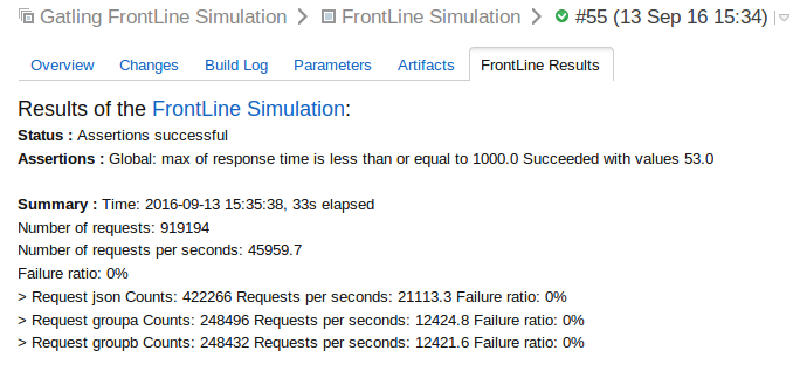 Gatling FrontLine Simulation > FrontLine Simulation > #55 (13 Sep 16 15:34)
Overview Changes Build Log Parameters Artifacts FrontLine Results
Results of the FrontLine Simulation:
Status : Assertions successful
Assertions : Global: max of response time is less than or equal to 1000.0 Succeeded with values 53.0
Summary : Time: 2016-09-13 15:35:38, 33s elapsed
Number of requests: 919194
Number of requests per seconds: 45959.7
Failure ratio: 0%
> Request json Counts: 422266 Requests per seconds: 21113.3 Failure ratio: 0%
> Request groupa Counts: 248496 Requests per seconds: 12424.8 Failure ratio: 0%
> Request groupb Counts: 248432 Requests per seconds: 12421.6 Failure ratio: 0%